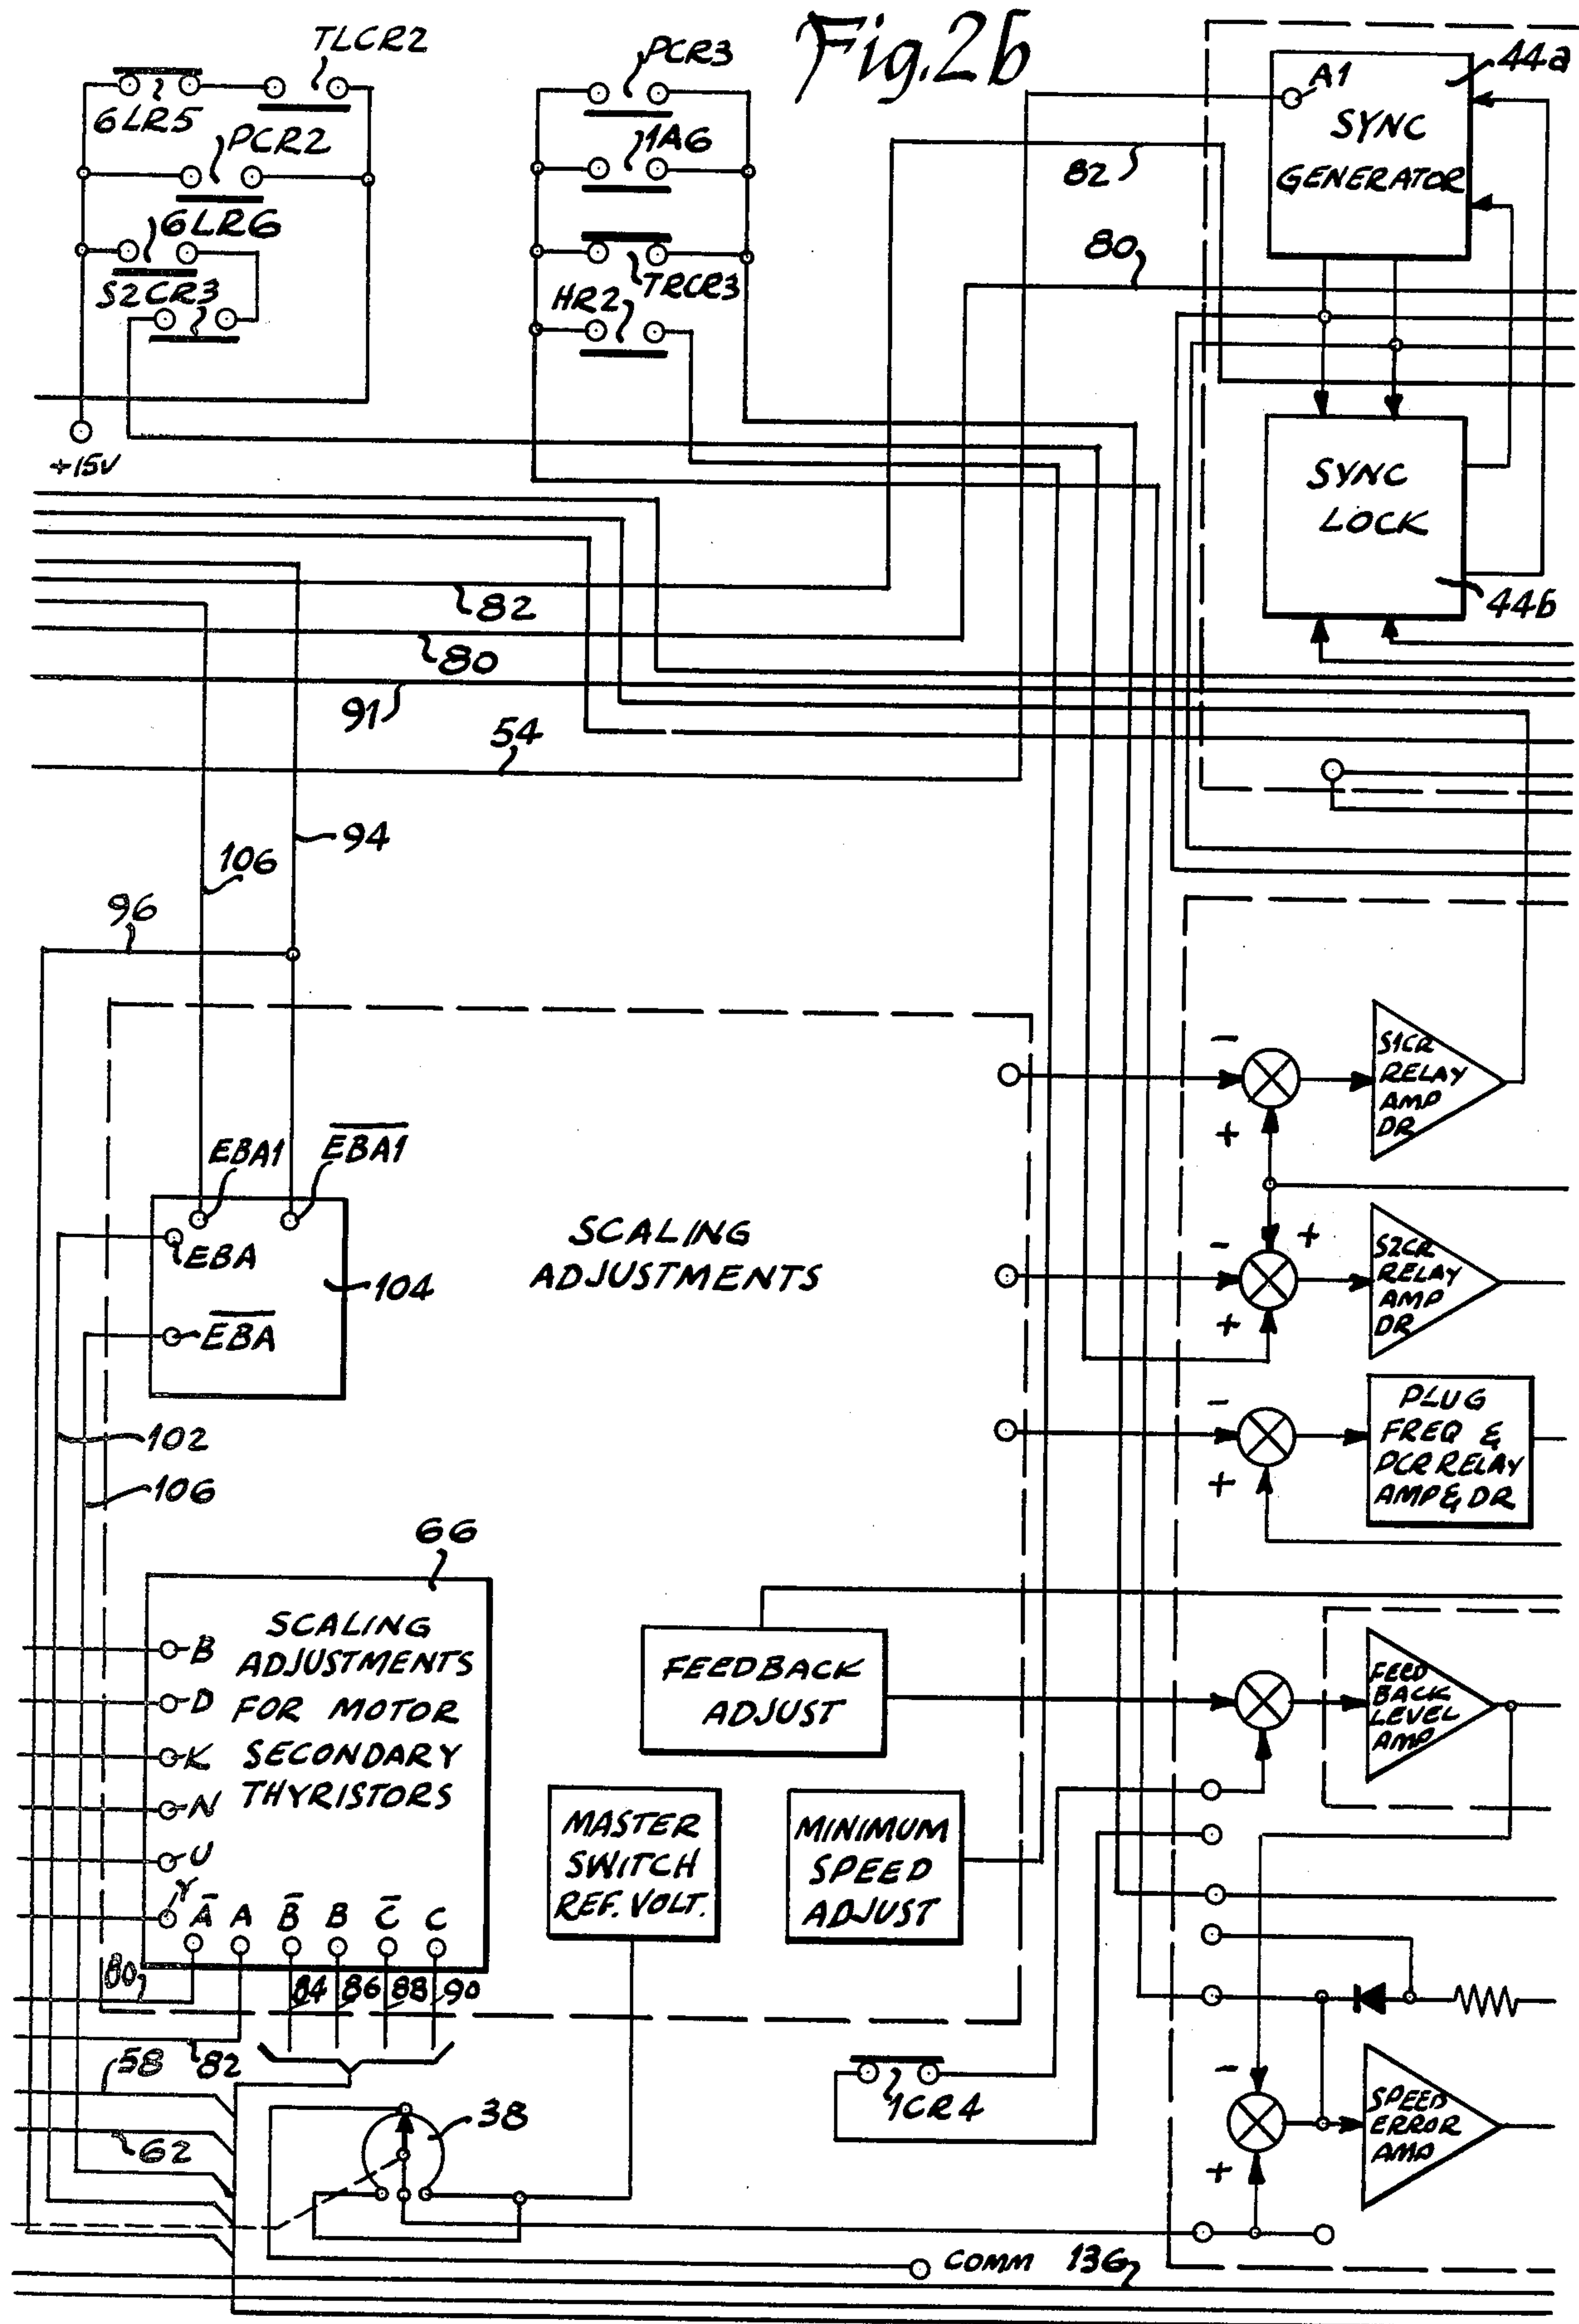 Fig.2b
TLCR2
6LR5
PCR2
6LR6
S2CR3
+15V
PCR3
1A6
TRCR3
HR2
44a
A1
SYNC
GENERATOR
82
80
SYNC
LOCK
44b
82
80
91
54
94
106
96
EBA1
EBA1
EBA
EBA
104
102
106
SCALING
ADJUSTMENTS
-
+
S1CR
RELAY
AMP
DR
-
+
+
S2CR
RELAY
AMP
DR
-
+
PLUG
FREQ &
PCR RELAY
AMP & DR
66
SCALING
ADJUSTMENTS
FOR MOTOR
SECONDARY
THYRISTORS
B
D
K
N
U
Y
A̅ A B̅ B C̅ C
80
84 86 88 90
82
58
62
FEEDBACK
ADJUST
MASTER
SWITCH
REF. VOLT.
MINIMUM
SPEED
ADJUST
FEED
BACK
LEVEL
AMP
1CR4
38
-
+
SPEED
ERROR
AMP
COMM 136